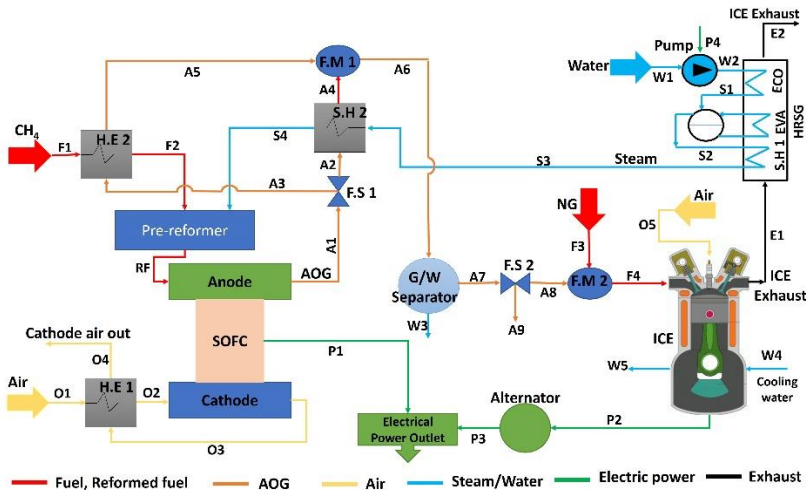 ICE Exhaust
E2
P4
Pump
Water
W1
W2
S1
ECO
EVA
S.H 1
HRSG
S2
A5
F.M 1
A6
A4
S.H 2
S4
S3
Steam
CH4
F1
H.E 2
F2
A2
A3
F.S 1
A1
Pre-reformer
RF
Anode
AOG
NG
Air
O5
E1
F3
G/W
Separator
A7
F.S 2
A8
F.M 2
F4
ICE
Exhaust
W3
A9
Cathode air out
O4
SOFC
P1
ICE
W5
W4
Cooling
water
Air
O1
H.E 1
O2
Cathode
O3
Alternator
Electrical
Power Outlet
P3
P2
Fuel, Reformed fuel
AOG
Air
Steam/Water
Electric power
Exhaust